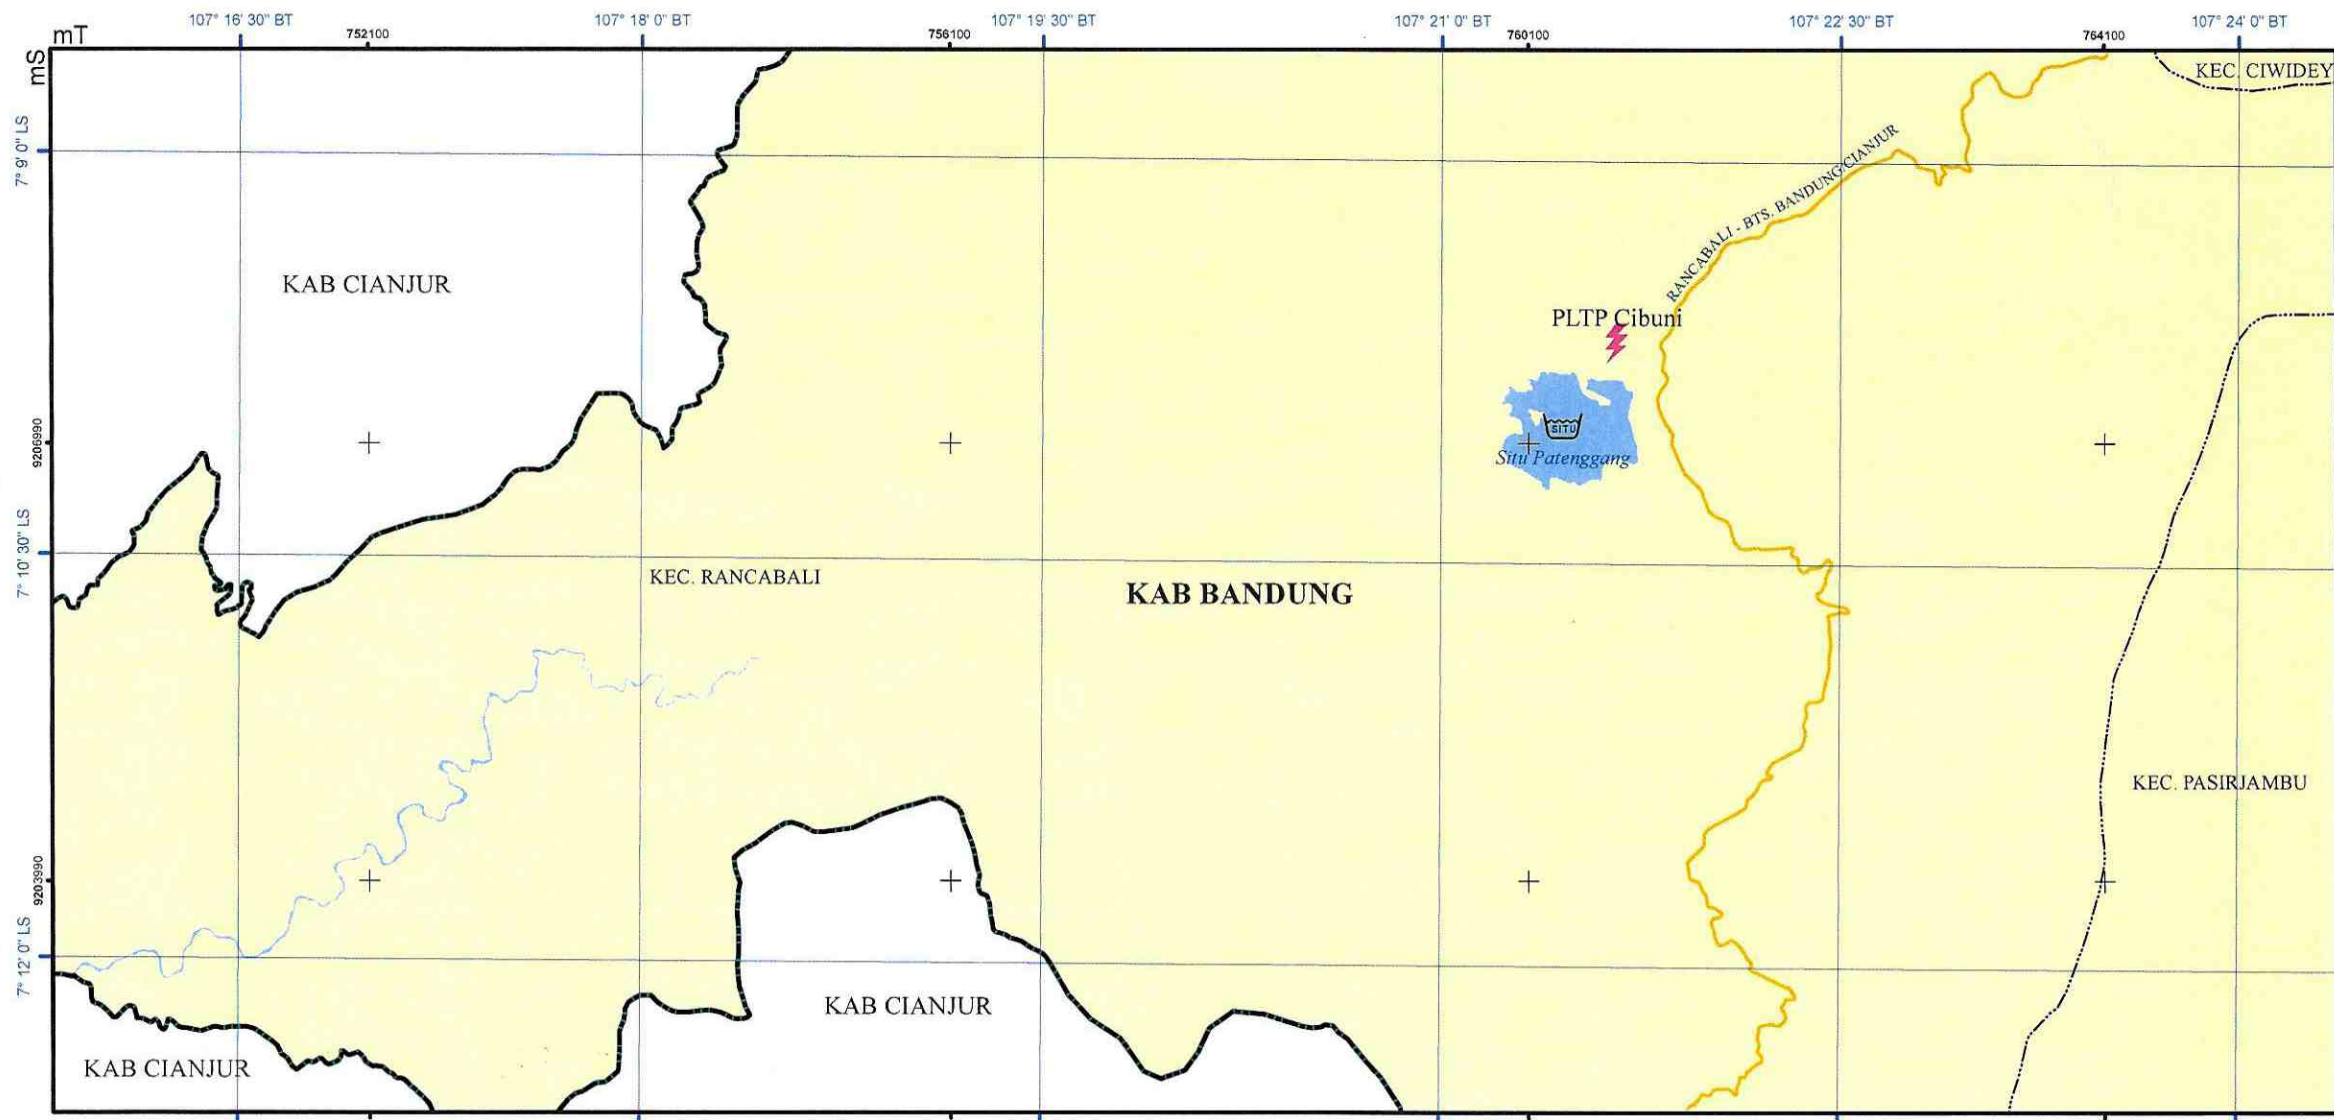 107° 16' 30" BT
107° 18' 0" BT
107° 19' 30" BT
107° 21' 0" BT
107° 22' 30" BT
107° 24' 0" BT
mT
752100
756100
760100
764100
mS
KEC. CIWIDEY
7° 9' 0" LS
RANCABALI - BTS. BANDUNG/CIANJUR
KAB CIANJUR
PLTP Cibuni
9206990
SITU
Situ Patenggang
7° 10' 30" LS
KEC. RANCABALI
KAB BANDUNG
KEC. PASIRJAMBU
9203990
7° 12' 0" LS
KAB CIANJUR
KAB CIANJUR